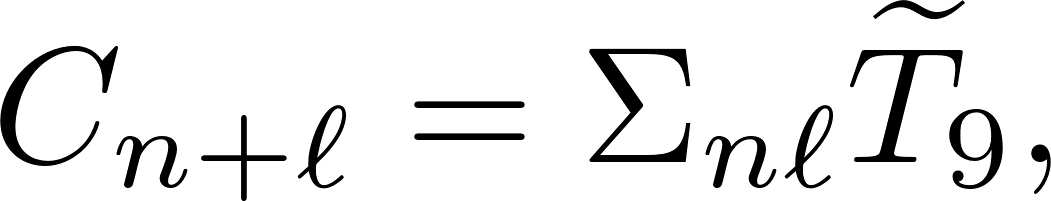 $C_{n+\ell} = \Sigma_{n\ell} \widetilde{T}_9,$